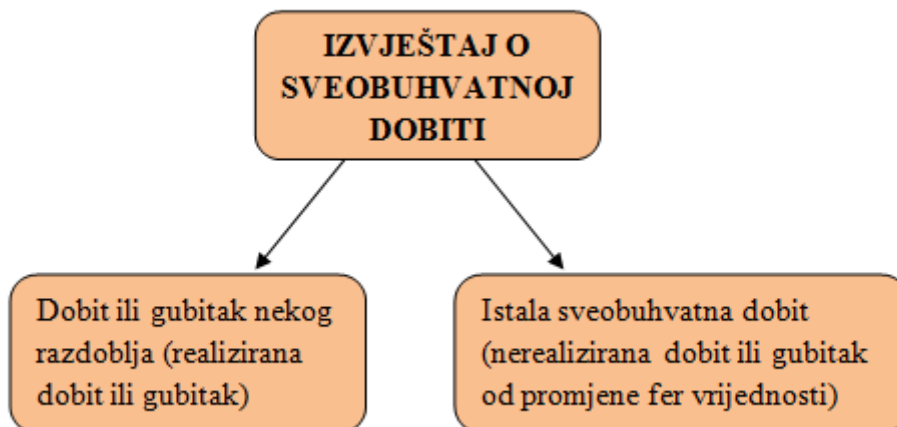 IZVJEŠTAJ O
SVEOBUHVATNOJ
DOBITI
Dobit ili gubitak nekog
razdoblja (realizirana
dobit ili gubitak)
Istala sveobuhvatna dobit
(nerealizirana dobit ili gubitak
od promjene fer vrijednosti)